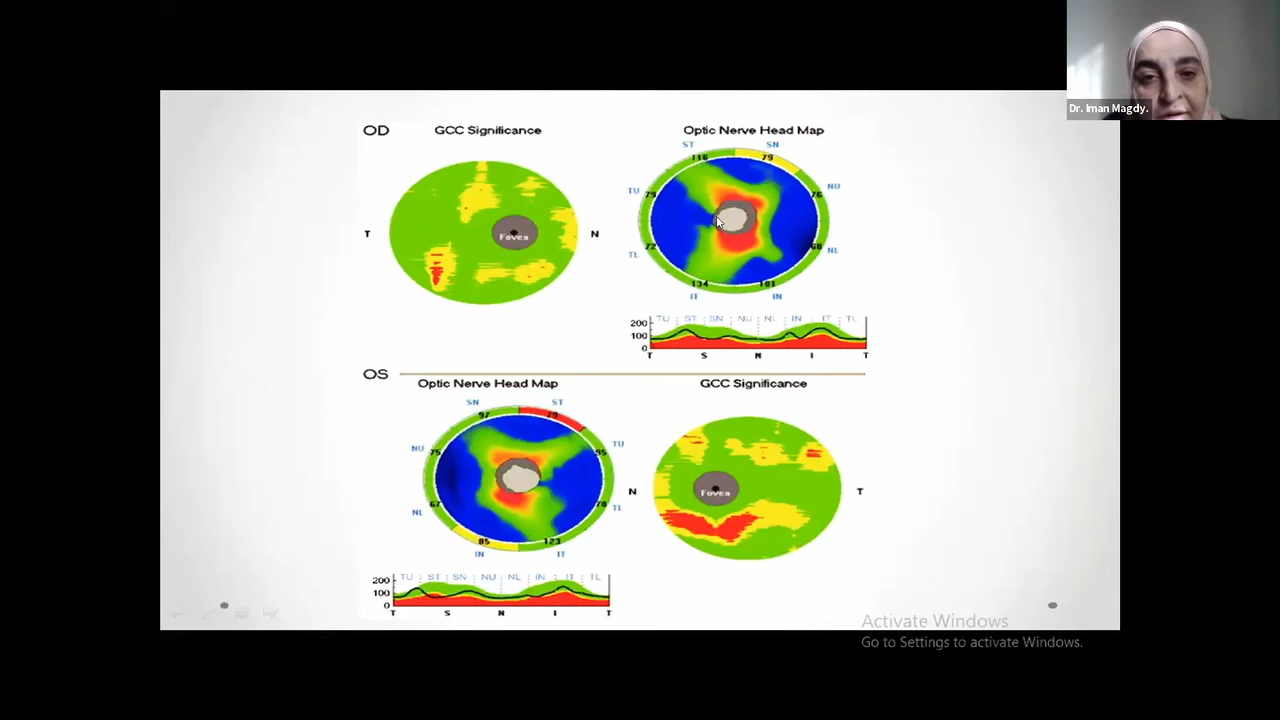 Dr. Iman Magdy.
OD
GCC Significance
Optic Nerve Head Map
ST
SN
116
79
TU
79
76
NU
T
Fovea
N
TL
72
68
NL
134
101
IT
IN
TU ST SN NU NL IN IT TL
200
100
0
T S N I T
OS
Optic Nerve Head Map
GCC Significance
SN
ST
97
79
NU
75
95
TU
N
Fovea
T
NL
67
78
TL
85
123
IN
IT
TU ST SN NU NL IN IT TL
200
100
0
T S N I T
Activate Windows
Go to Settings to activate Windows.